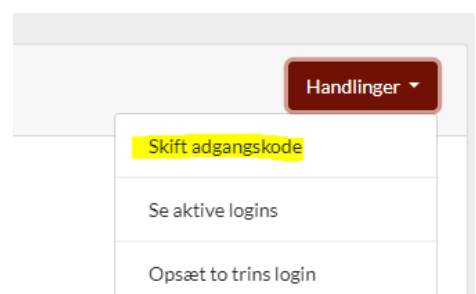 Handlinger
Skift adgangskode
Se aktive logins
Opsæt to trins login